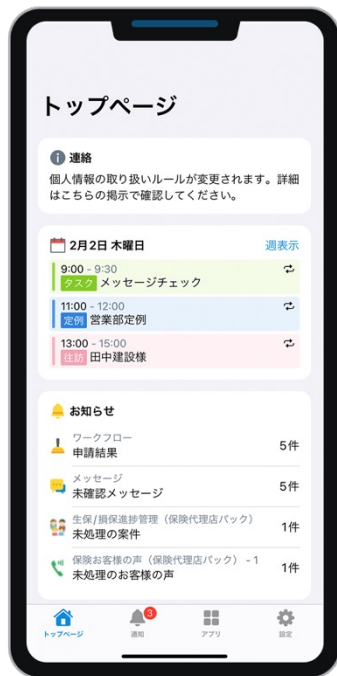 トップページ
連絡
個人情報の取り扱いルールが変更されます。詳細
はこちらの掲示で確認してください。
2月2日 木曜日 週表示
9:00 - 9:30
タスク メッセージチェック
11:00 - 12:00
定例 営業部定例
13:00 - 15:00
往訪 田中建設様
お知らせ
ワークフロー
申請結果 5件
メッセージ
未確認メッセージ 5件
生保/損保進捗管理（保険代理店パック）
未処理の案件 1件
保険お客様の声（保険代理店パック） - 1
未処理のお客様の声 1件
3
トップページ 通知 アプリ 設定